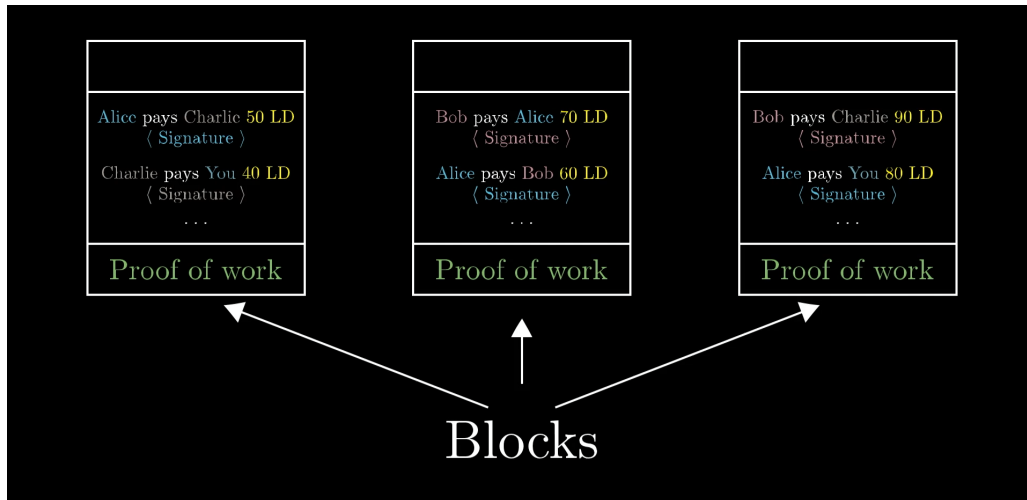 Alice pays Charlie 50 LD
⟨ Signature ⟩
Charlie pays You 40 LD
⟨ Signature ⟩
...
Proof of work
Bob pays Alice 70 LD
⟨ Signature ⟩
Alice pays Bob 60 LD
⟨ Signature ⟩
...
Proof of work
Bob pays Charlie 90 LD
⟨ Signature ⟩
Alice pays You 80 LD
⟨ Signature ⟩
...
Proof of work
Blocks